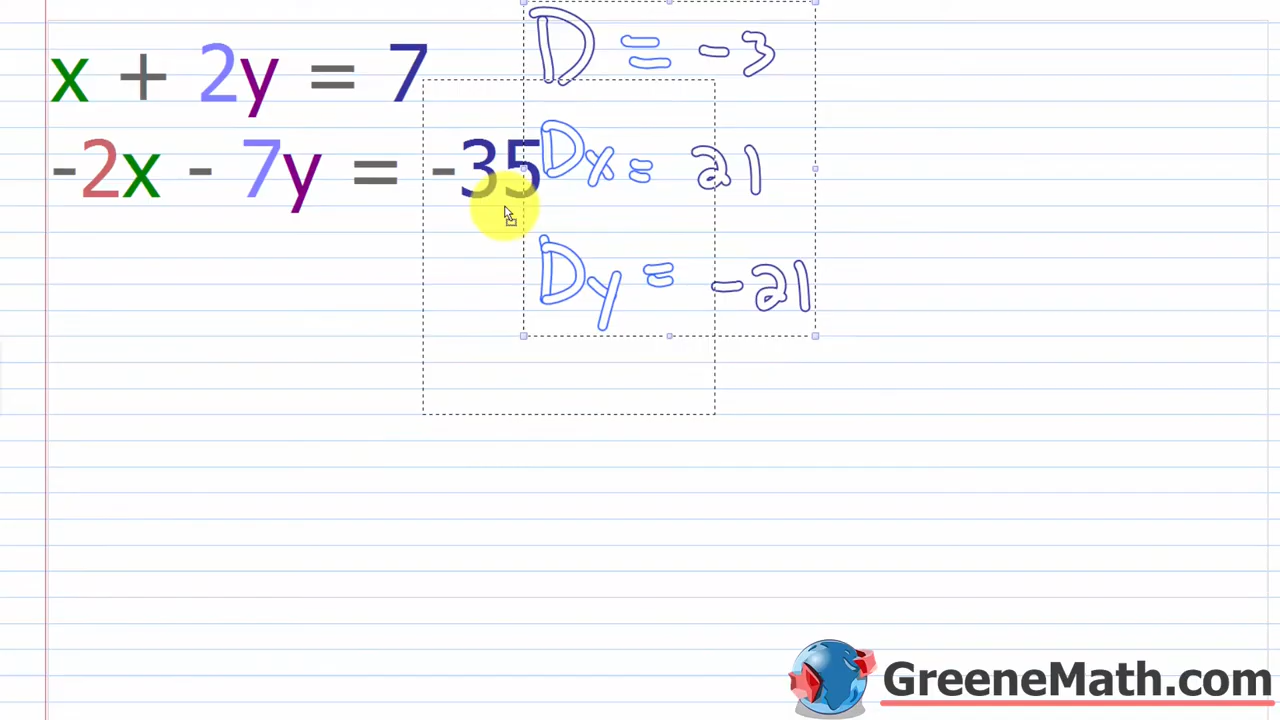 x + 2y = 7
-2x - 7y = -35
D = -3
Dx = 21
Dy = -21
GreeneMath.com